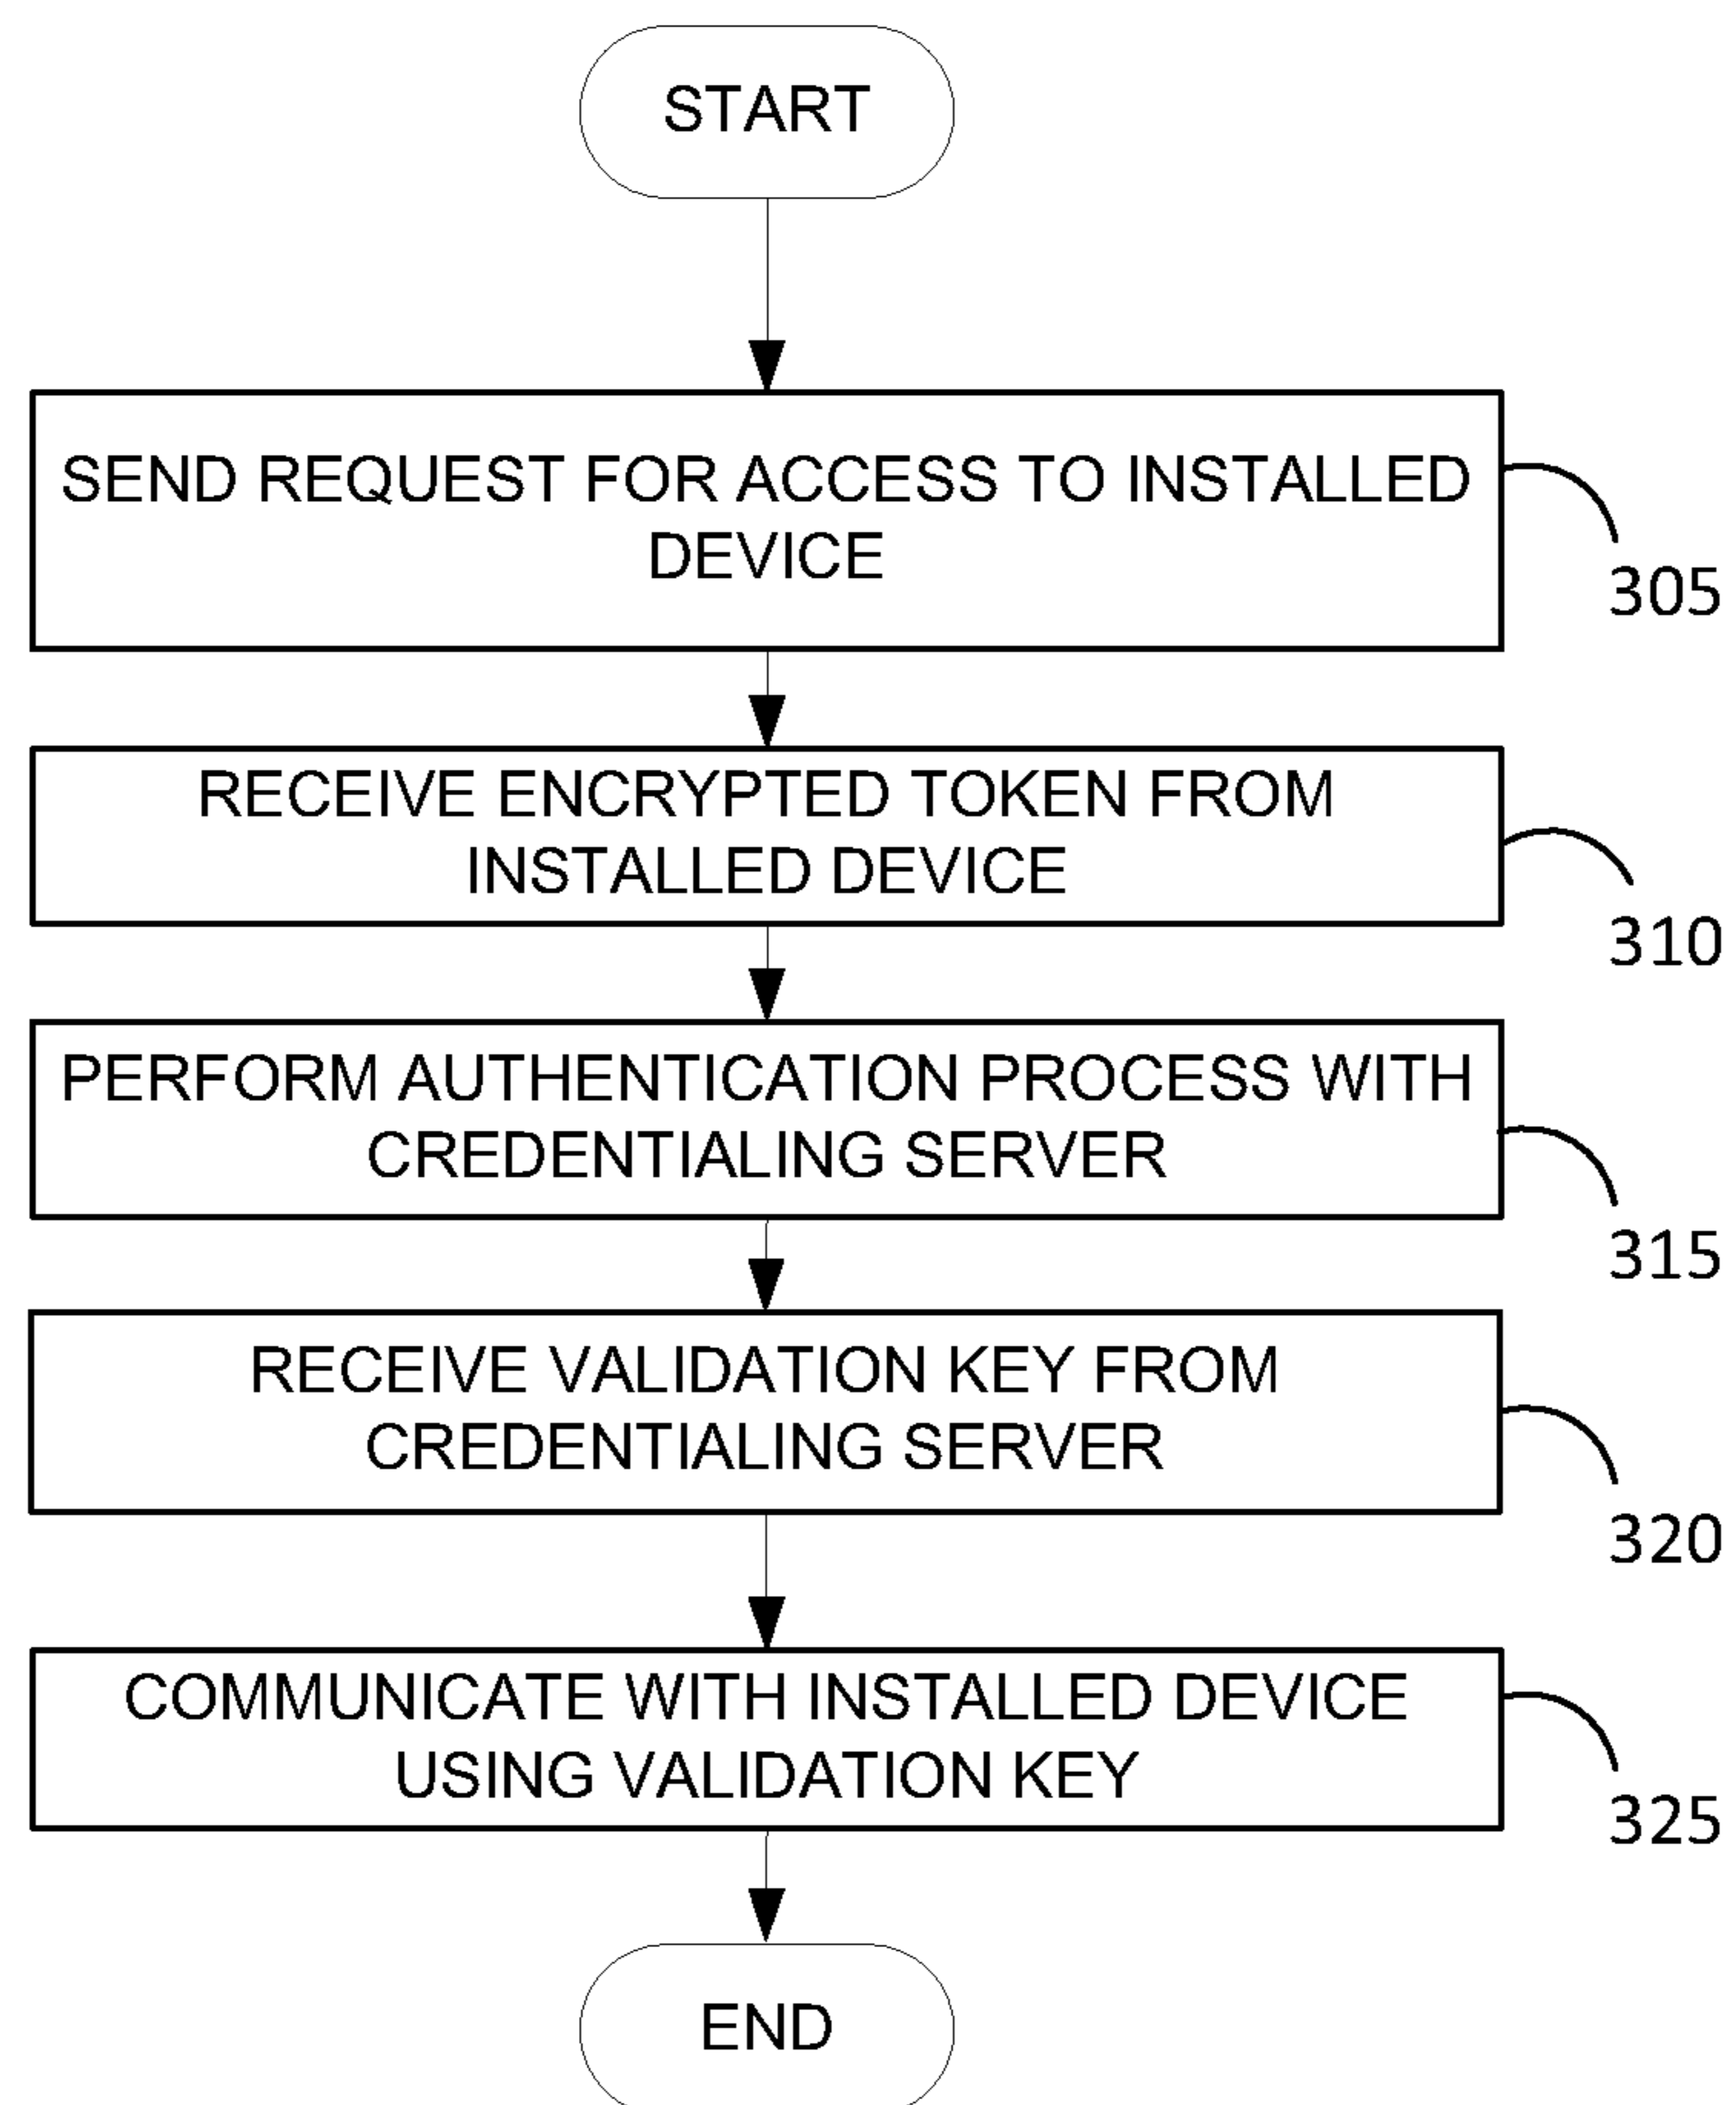 START
SEND REQUEST FOR ACCESS TO INSTALLED
DEVICE
305
RECEIVE ENCRYPTED TOKEN FROM
INSTALLED DEVICE
310
PERFORM AUTHENTICATION PROCESS WITH
CREDENTIALING SERVER
315
RECEIVE VALIDATION KEY FROM
CREDENTIALING SERVER
320
COMMUNICATE WITH INSTALLED DEVICE
USING VALIDATION KEY
325
END